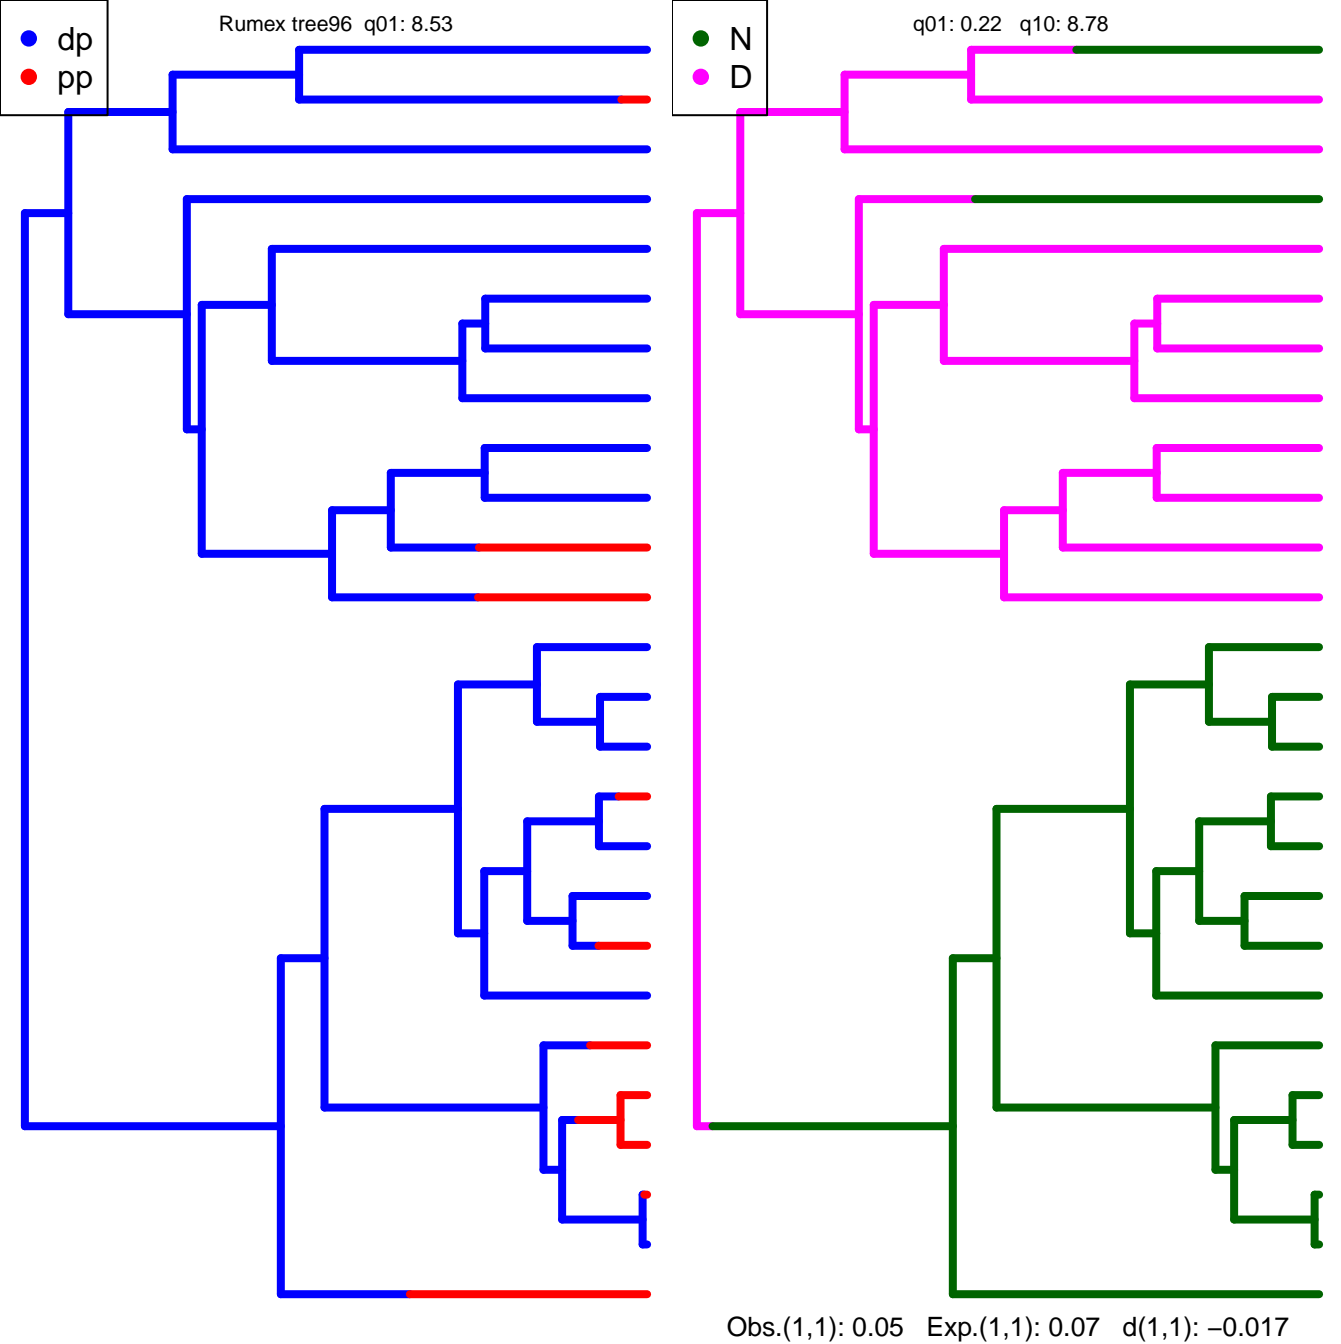 Rumex tree96 q01: 8.53
dp
pp
q01: 0.22 q10: 8.78
N
D
Obs.(1,1): 0.05 Exp.(1,1): 0.07 d(1,1): −0.017